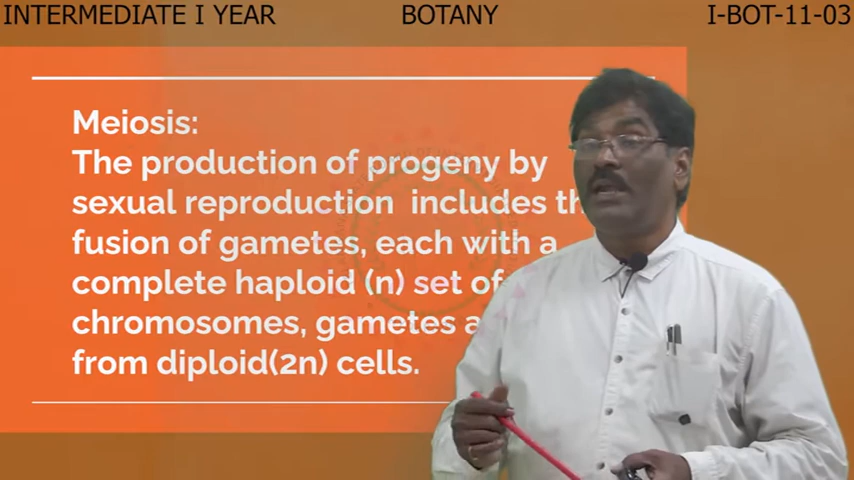 INTERMEDIATE I YEAR BOTANY I-BOT-11-03
Meiosis:
The production of progeny by
sexual reproduction includes
fusion of gametes, each with a
complete haploid (n) set of
chromosomes, gametes
from diploid(2n) cells.